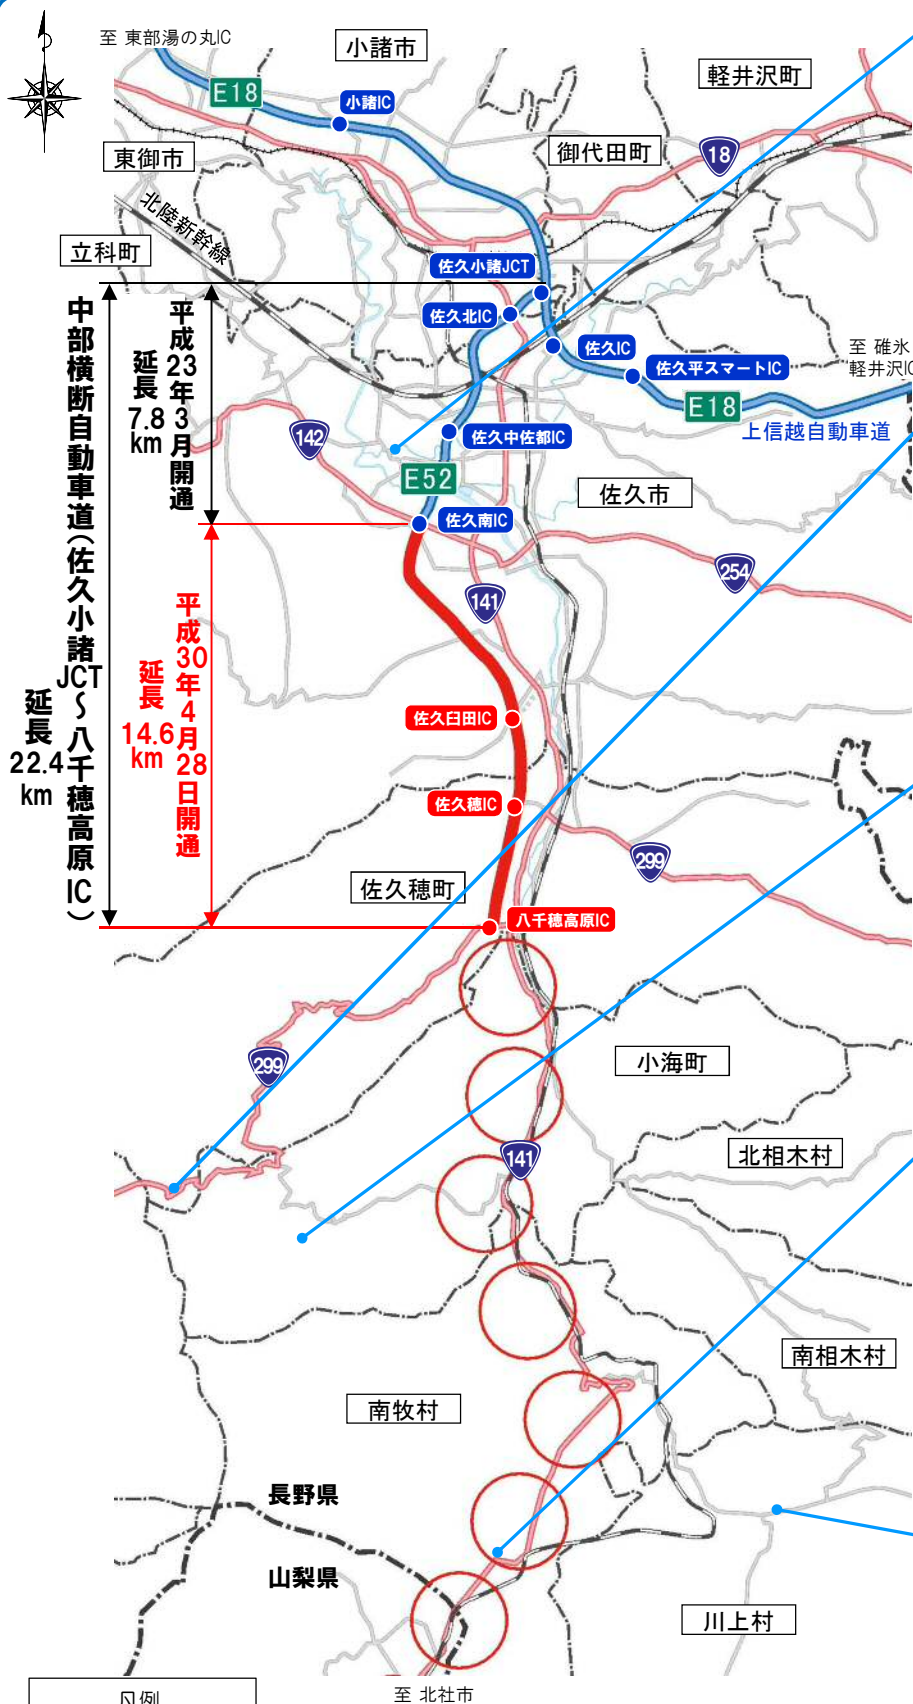 至 東部湯の丸IC
小諸市
軽井沢町
E18
小諸IC
18
東御市
御代田町
北陸新幹線
立科町
佐久小諸JCT
佐久北IC
佐久IC
至 碓氷
軽井沢IC
佐久平スマートIC
E18
上信越自動車道
中部横断自動車道（佐久小諸JCT～八千穂高原IC）
延長
22.4
km
平成23年3月開通
延長
7.8
km
142
佐久中佐都IC
E52
佐久市
佐久南IC
254
141
平成30年4月28日開通
延長
14.6
km
佐久臼田IC
佐久穂IC
299
佐久穂町
八千穂高原IC
299
小海町
141
北相木村
南相木村
南牧村
長野県
山梨県
川上村
至 北社市
凡例